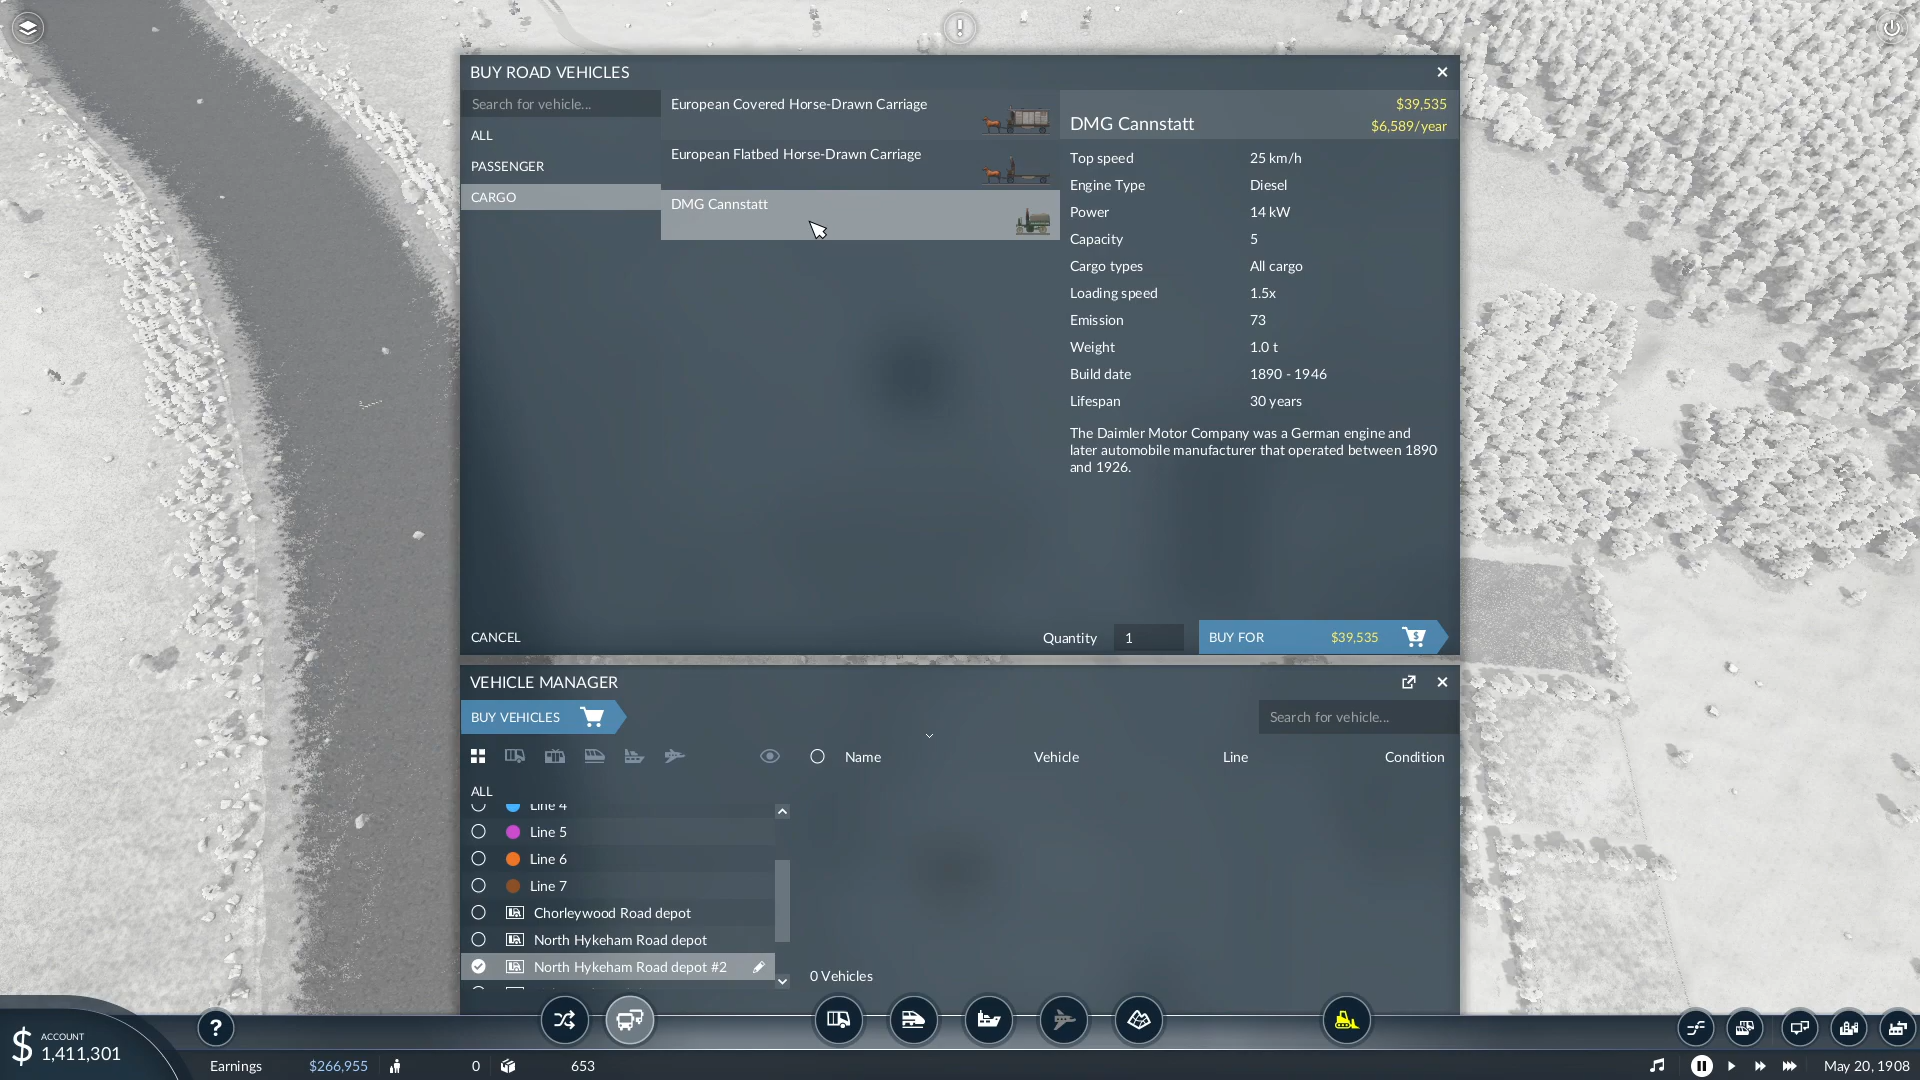 BUY ROAD VEHICLES
Search for vehicle...
ALL
PASSENGER
CARGO
European Covered Horse-Drawn Carriage
European Flatbed Horse-Drawn Carriage
DMG Cannstatt
$39,535
DMG Cannstatt
$6,589/year
Top speed 25 km/h
Engine Type Diesel
Power 14 kW
Capacity 5
Cargo types All cargo
Loading speed 1.5x
Emission 73
Weight 1.0 t
Build date 1890 - 1946
Lifespan 30 years
The Daimler Motor Company was a German engine and
later automobile manufacturer that operated between 1890
and 1926.
CANCEL
Quantity 1
BUY FOR $39,535
VEHICLE MANAGER
BUY VEHICLES
Search for vehicle...
Name Vehicle Line Condition
ALL
Line 4
Line 5
Line 6
Line 7
Chorleywood Road depot
North Hykeham Road depot
North Hykeham Road depot #2
0 Vehicles
?
$ ACCOUNT
1,411,301
Earnings $266,955 0 653
May 20, 1908